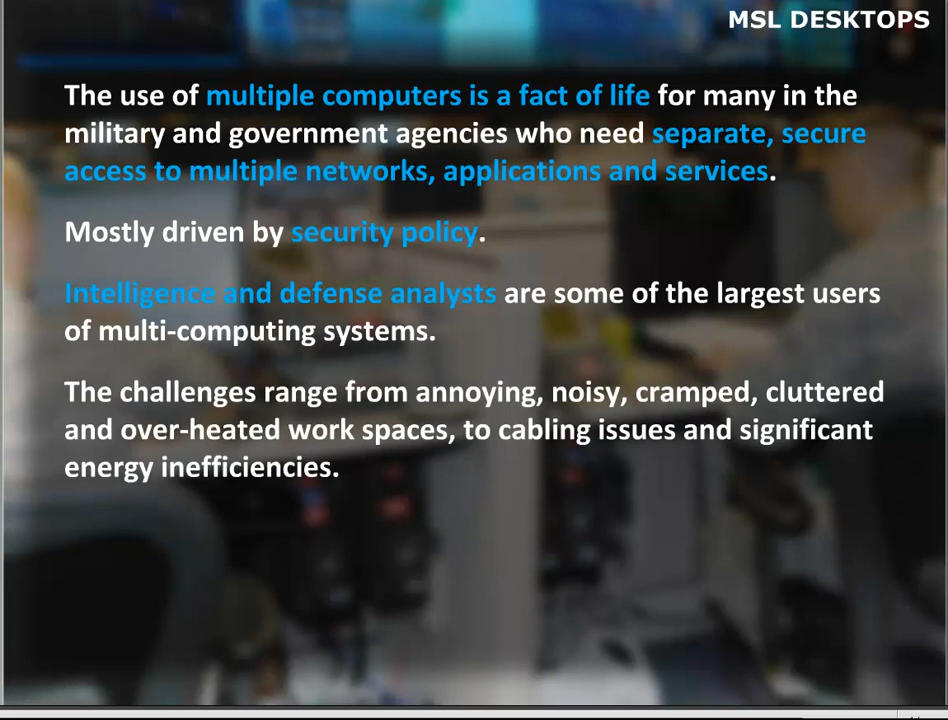 MSL DESKTOPS
The use of multiple computers is a fact of life for many in the
military and government agencies who need separate, secure
access to multiple networks, applications and services.
Mostly driven by security policy.
Intelligence and defense analysts are some of the largest users
of multi-computing systems.
The challenges range from annoying, noisy, cramped, cluttered
and over-heated work spaces, to cabling issues and significant
energy inefficiencies.